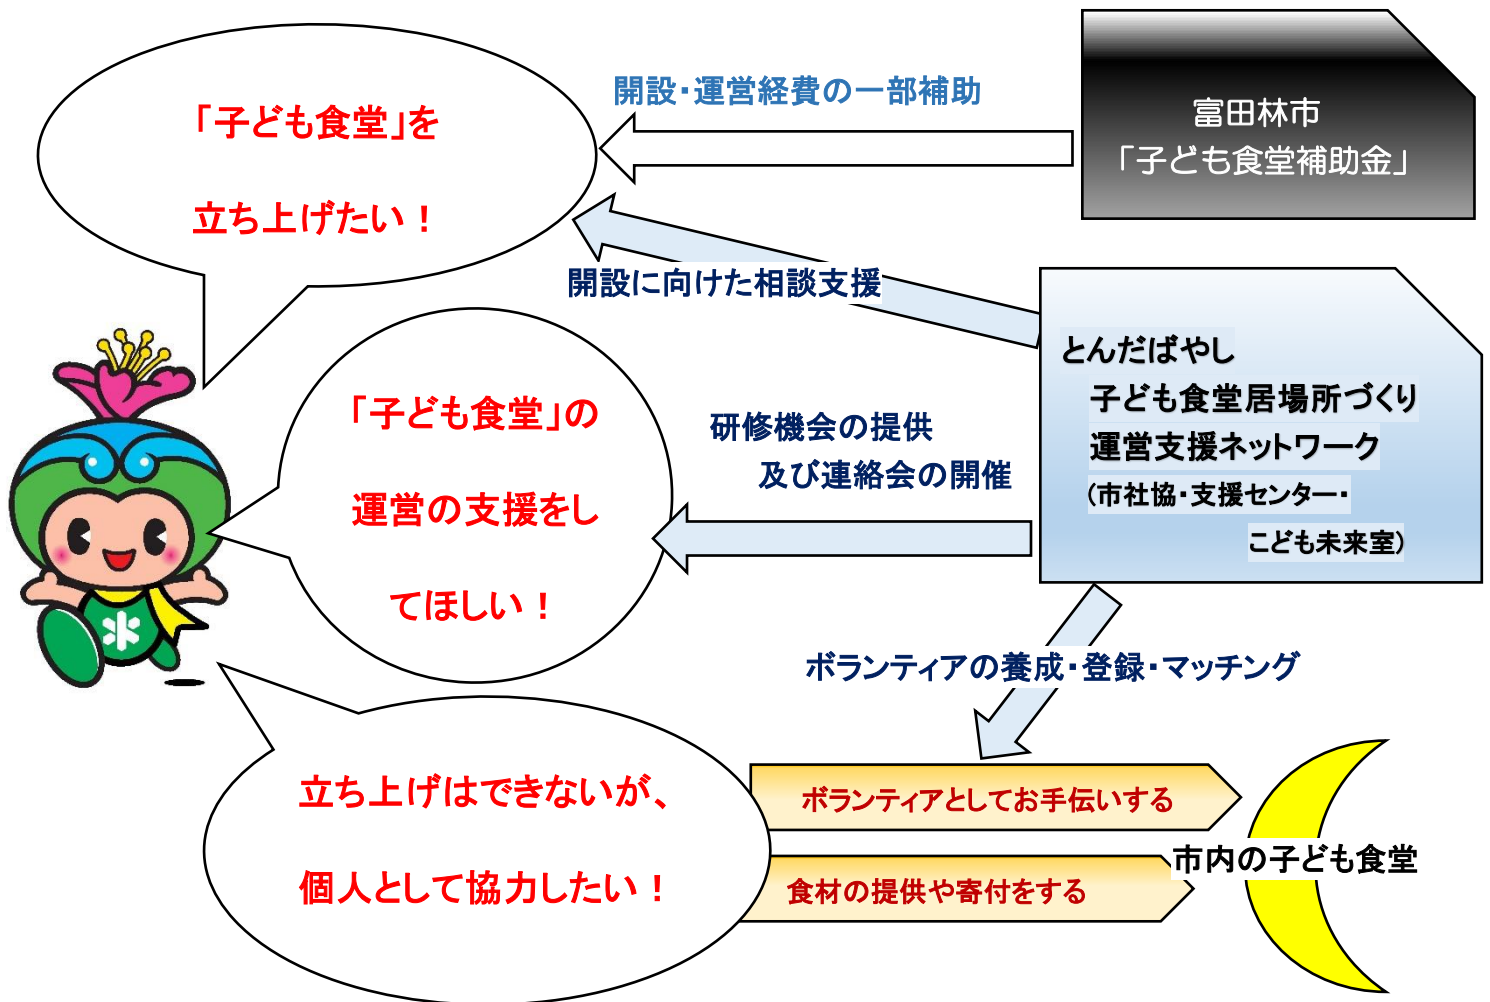 「子ども食堂」を
立ち上げたい！
開設・運営経費の一部補助
富田林市
「子ども食堂補助金」
開設に向けた相談支援
とんだばやし
子ども食堂居場所づくり
運営支援ネットワーク
(市社協・支援センター・
こども未来室)
「子ども食堂」の
運営の支援をし
てほしい！
研修機会の提供
及び連絡会の開催
ボランティアの養成・登録・マッチング
立ち上げはできないが、
個人として協力したい！
ボランティアとしてお手伝いする
食材の提供や寄付をする
市内の子ども食堂